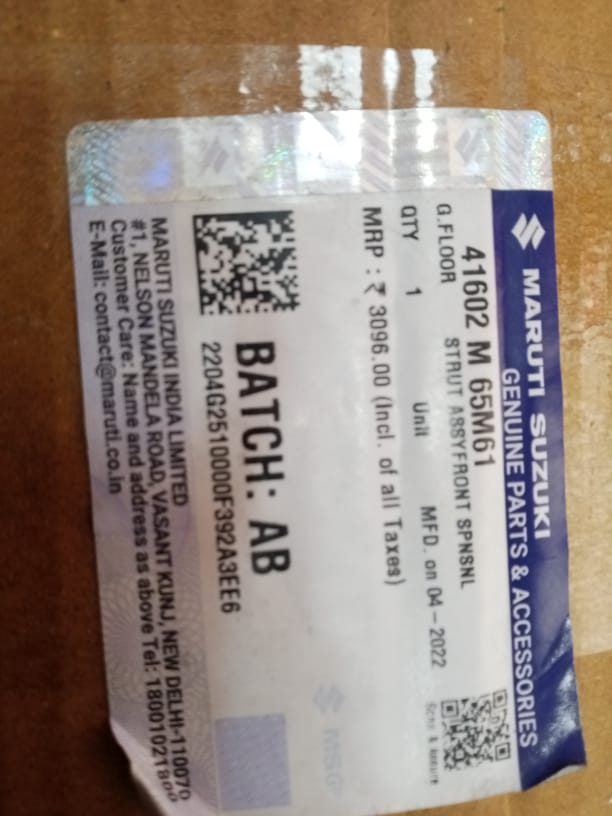 MARUTI SUZUKI
GENUINE PARTS & ACCESSORIES
41602 M 65M61
G.FLOOR STRUT ASSYFRONT SPNSNL
QTY 1 Unit MFD. on 04-2022
MRP : ₹ 3096.00 (Incl. of all Taxes)
BATCH: AB
2204G2510000F392A3EE6
MARUTI SUZUKI INDIA LIMITED
#1, NELSON MANDELA ROAD, VASANT KUNJ, NEW DELHI-110070
Customer Care: Name and address as above Tel: 18001021800
E-Mail: contact@maruti.co.in
MSGP